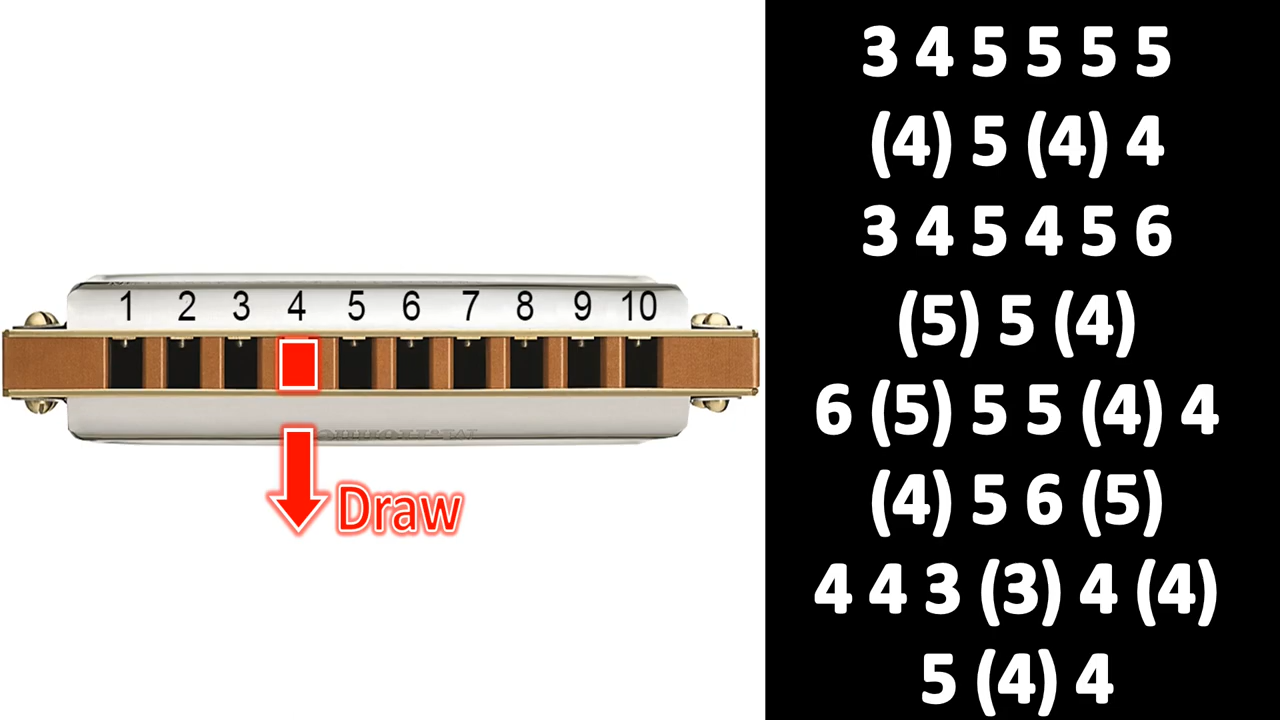 1 2 3 4 5 6 7 8 9 10
Draw
3 4 5 5 5 5
(4) 5 (4) 4
3 4 5 4 5 6
(5) 5 (4)
6 (5) 5 5 (4) 4
(4) 5 6 (5)
4 4 3 (3) 4 (4)
5 (4) 4